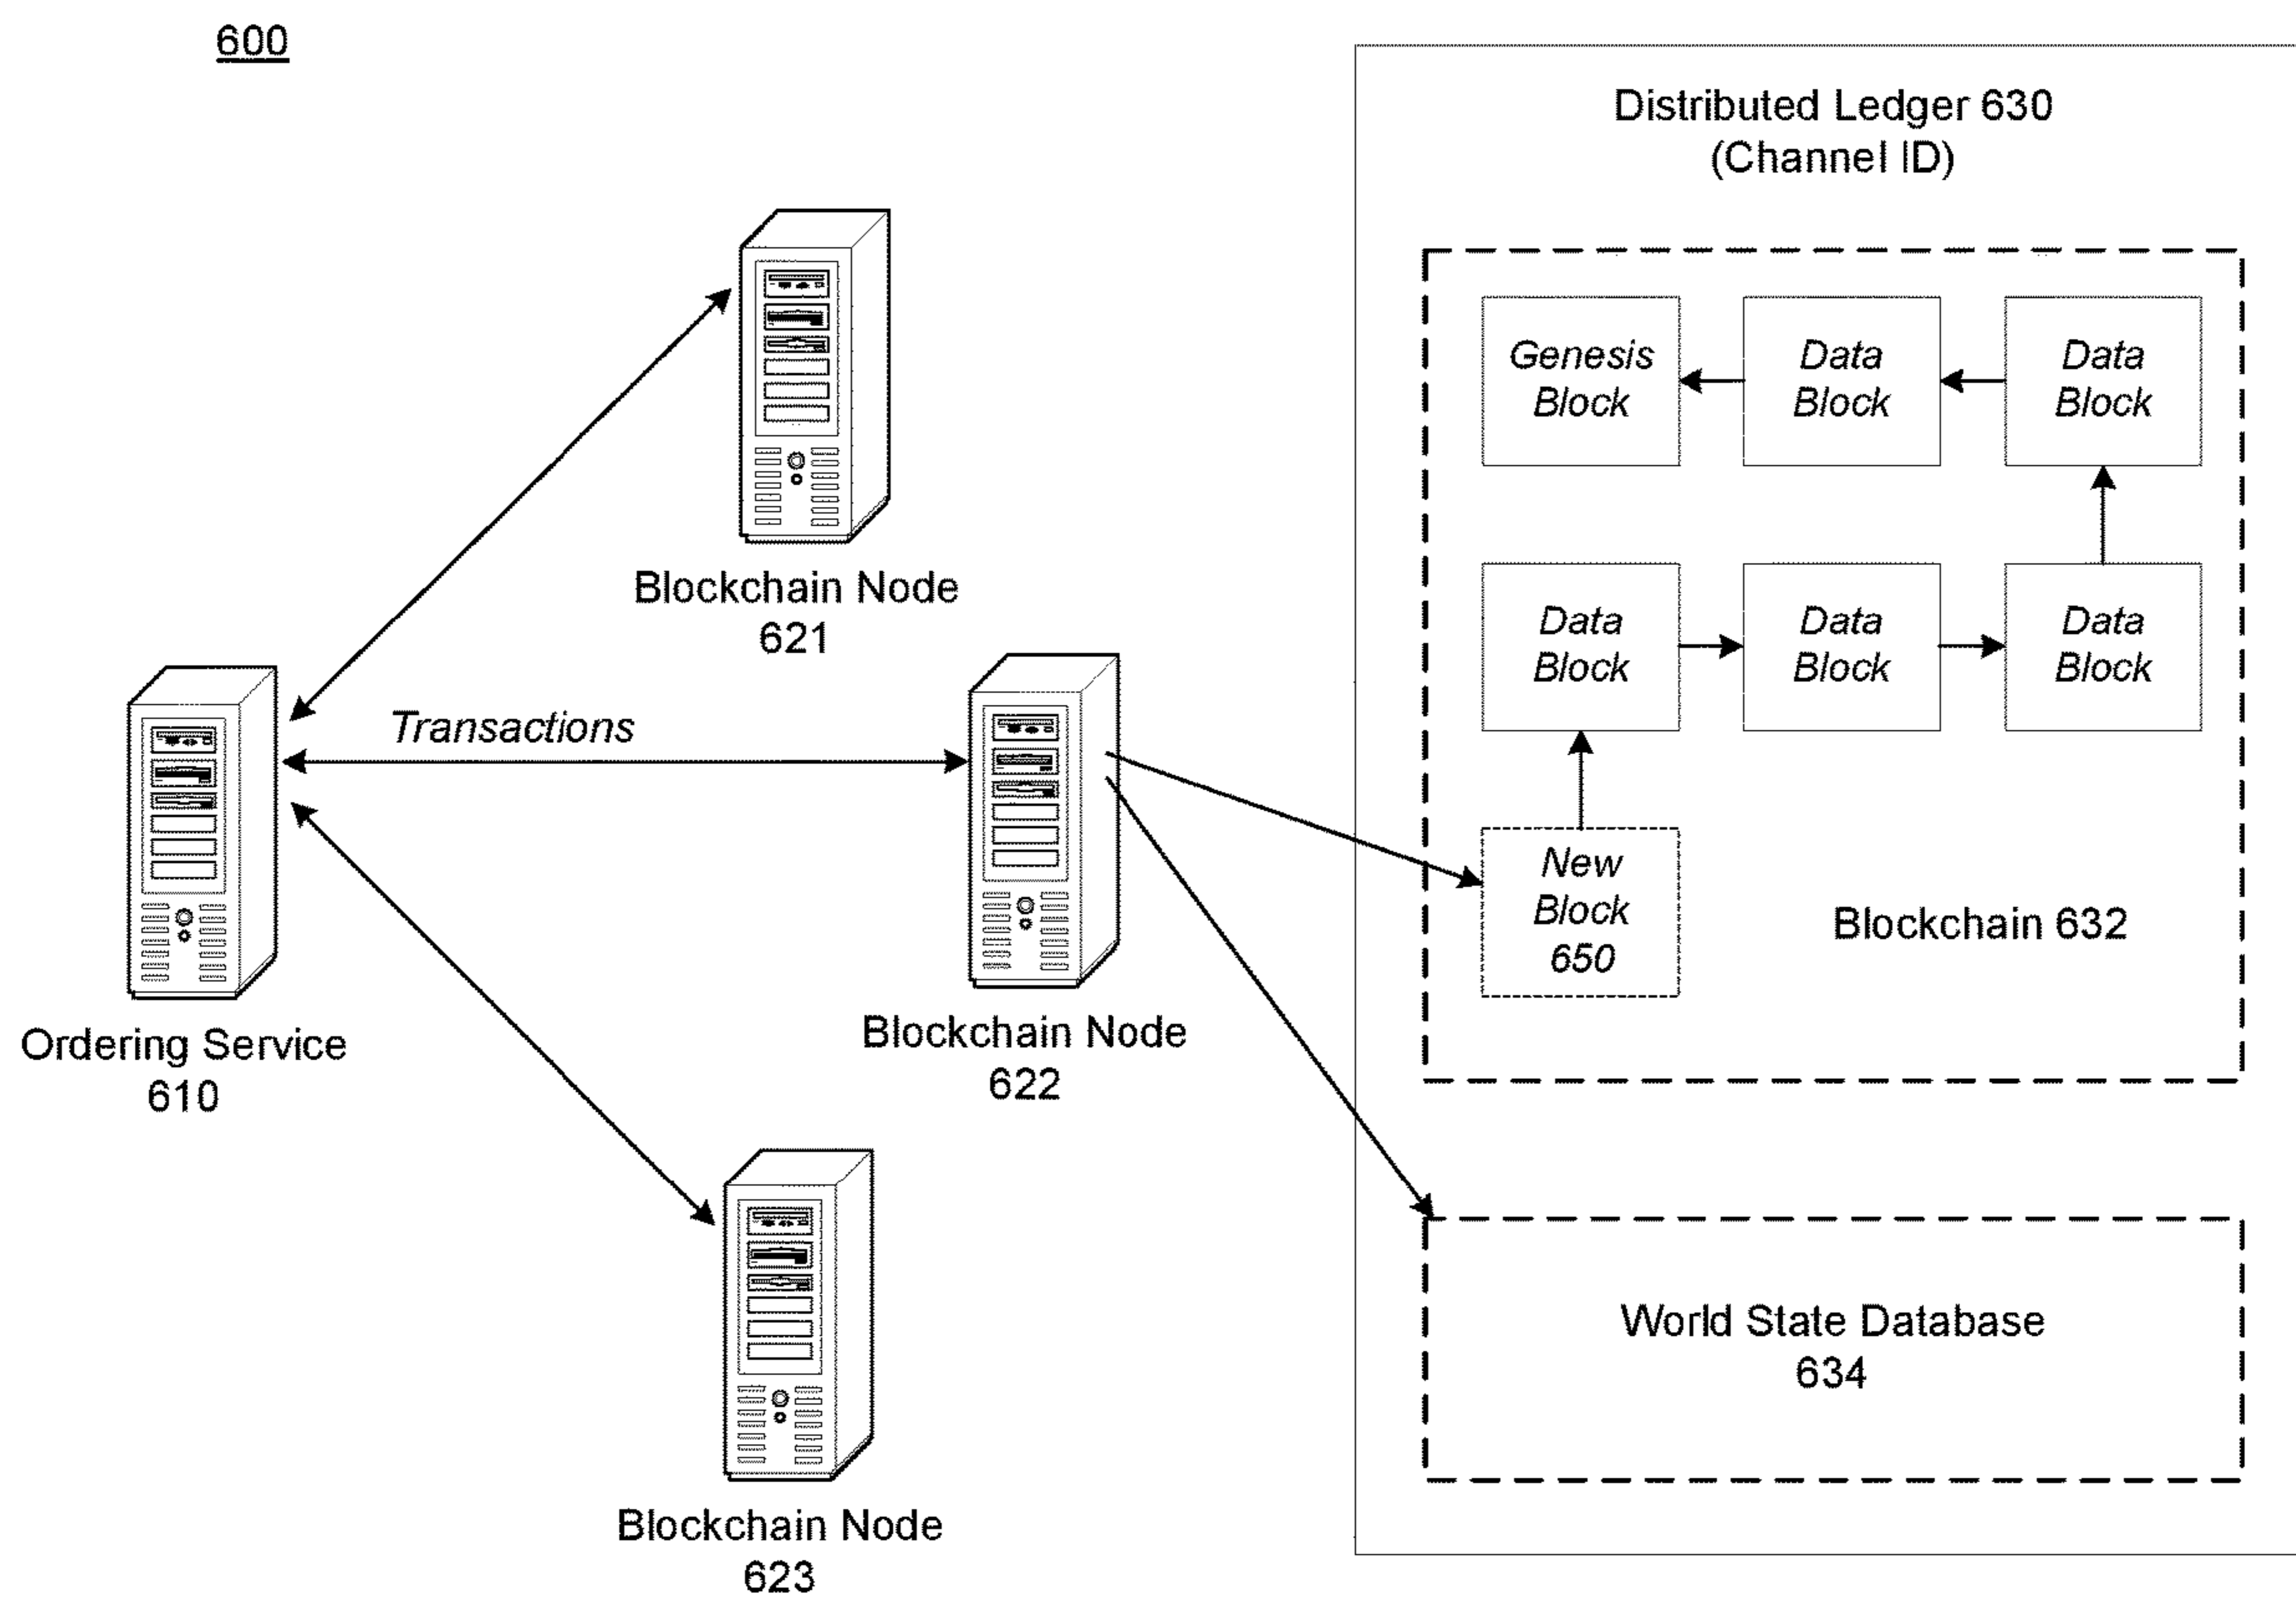 600
Distributed Ledger 630
(Channel ID)
Genesis
Block
Data
Block
Data
Block
Blockchain Node
621
Data
Block
Data
Block
Data
Block
Transactions
New
Block
650
Blockchain 632
Ordering Service
610
Blockchain Node
622
World State Database
634
Blockchain Node
623